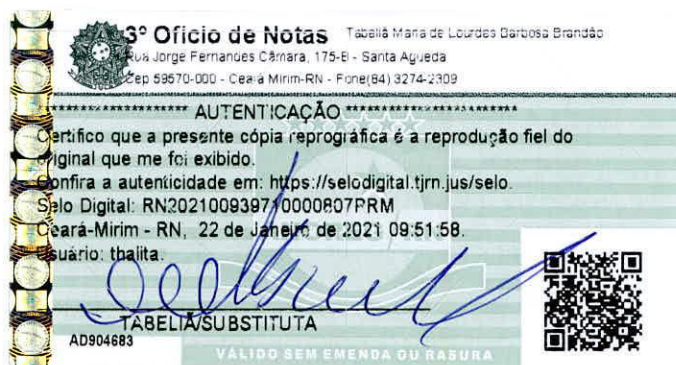 3º Ofício de Notas Tabeliã Maria de Lourdes Barbosa Brandão
Rua Jorge Fernandes Câmara, 175-B - Santa Agueda
Cep 59570-000 - Ceará Mirim-RN - Fone(84) 3274-2309
******************** AUTENTICAÇÃO ********************
Certifico que a presente cópia reprográfica é a reprodução fiel do
original que me foi exibido.
Confira a autenticidade em: https://selodigital.tjrn.jus/selo.
Selo Digital: RN202100939710000807PRM
Ceará-Mirim - RN, 22 de Janeiro de 2021 09:51:58.
Usuário: thalita.
TABELIÃ/SUBSTITUTA
AD904683
VÁLIDO SEM EMENDA OU RASURA